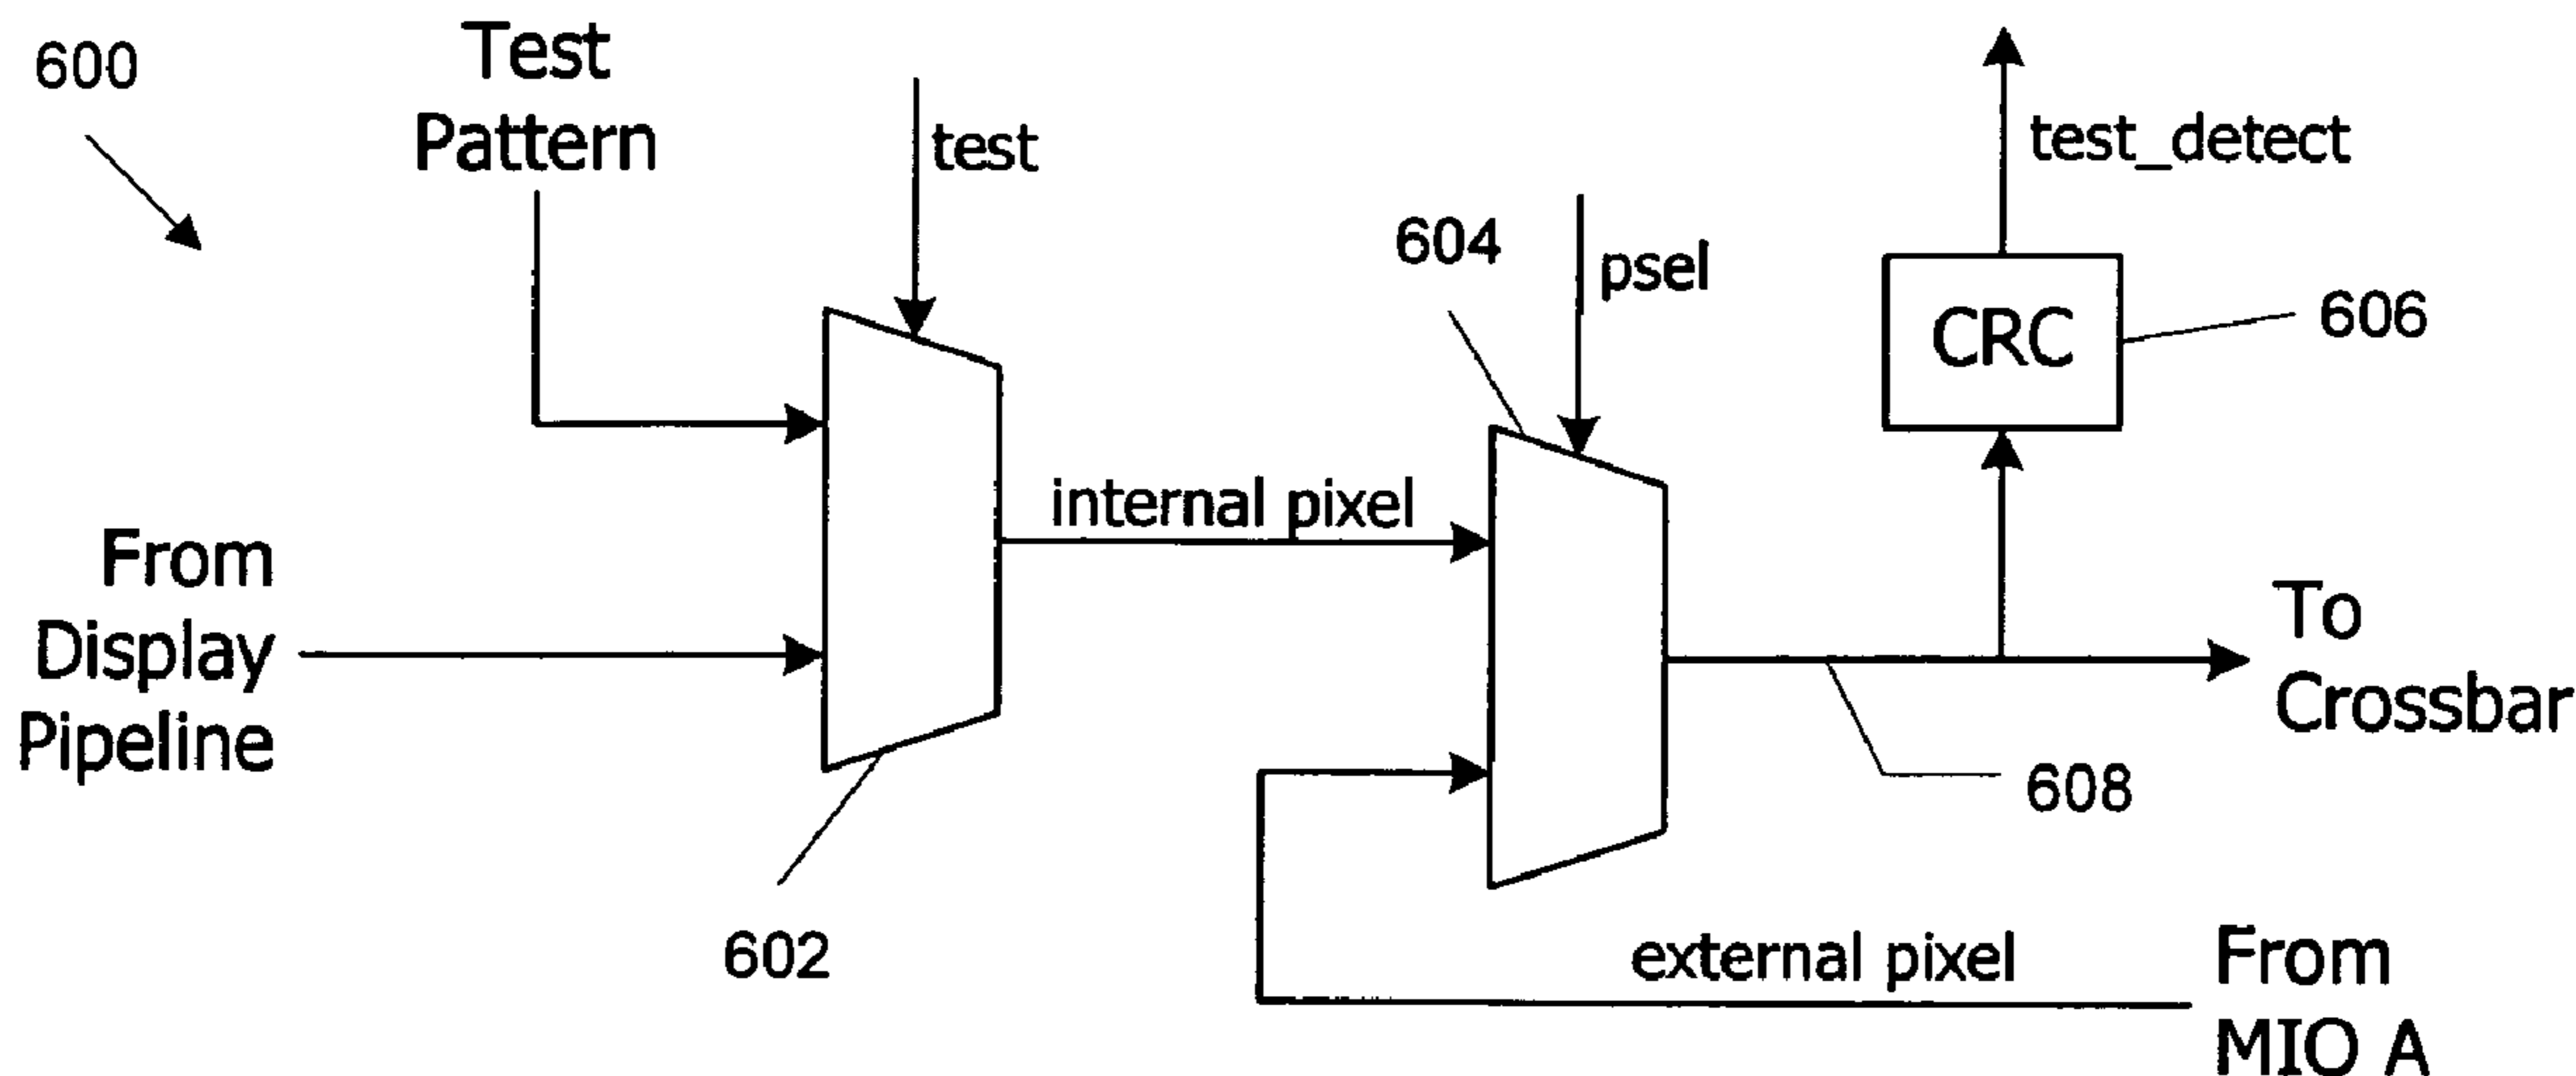 600
Test
Pattern
test
test_detect
604
psel
CRC
606
internal pixel
From
Display
Pipeline
To
Crossbar
608
602
external pixel
From
MIO A